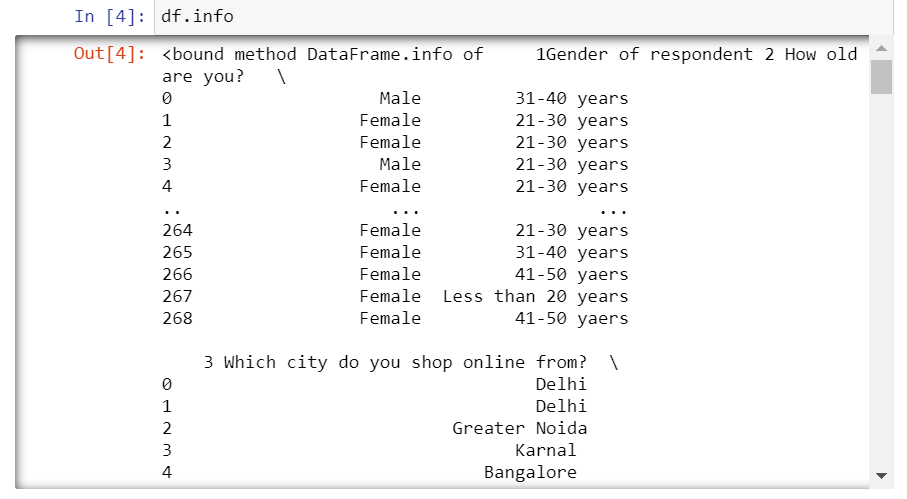 In [4]: df.info
Out[4]: <bound method DataFrame.info of     1Gender of respondent 2 How old
are you?   \
0                    Male         31-40 years
1                  Female         21-30 years
2                  Female         21-30 years
3                    Male         21-30 years
4                  Female         21-30 years
..                    ...                 ...
264                Female         21-30 years
265                Female         31-40 years
266                Female         41-50 yaers
267                Female  Less than 20 years
268                Female         41-50 yaers
    3 Which city do you shop online from?  \
0                                   Delhi
1                                   Delhi
2                           Greater Noida
3                                 Karnal
4                              Bangalore